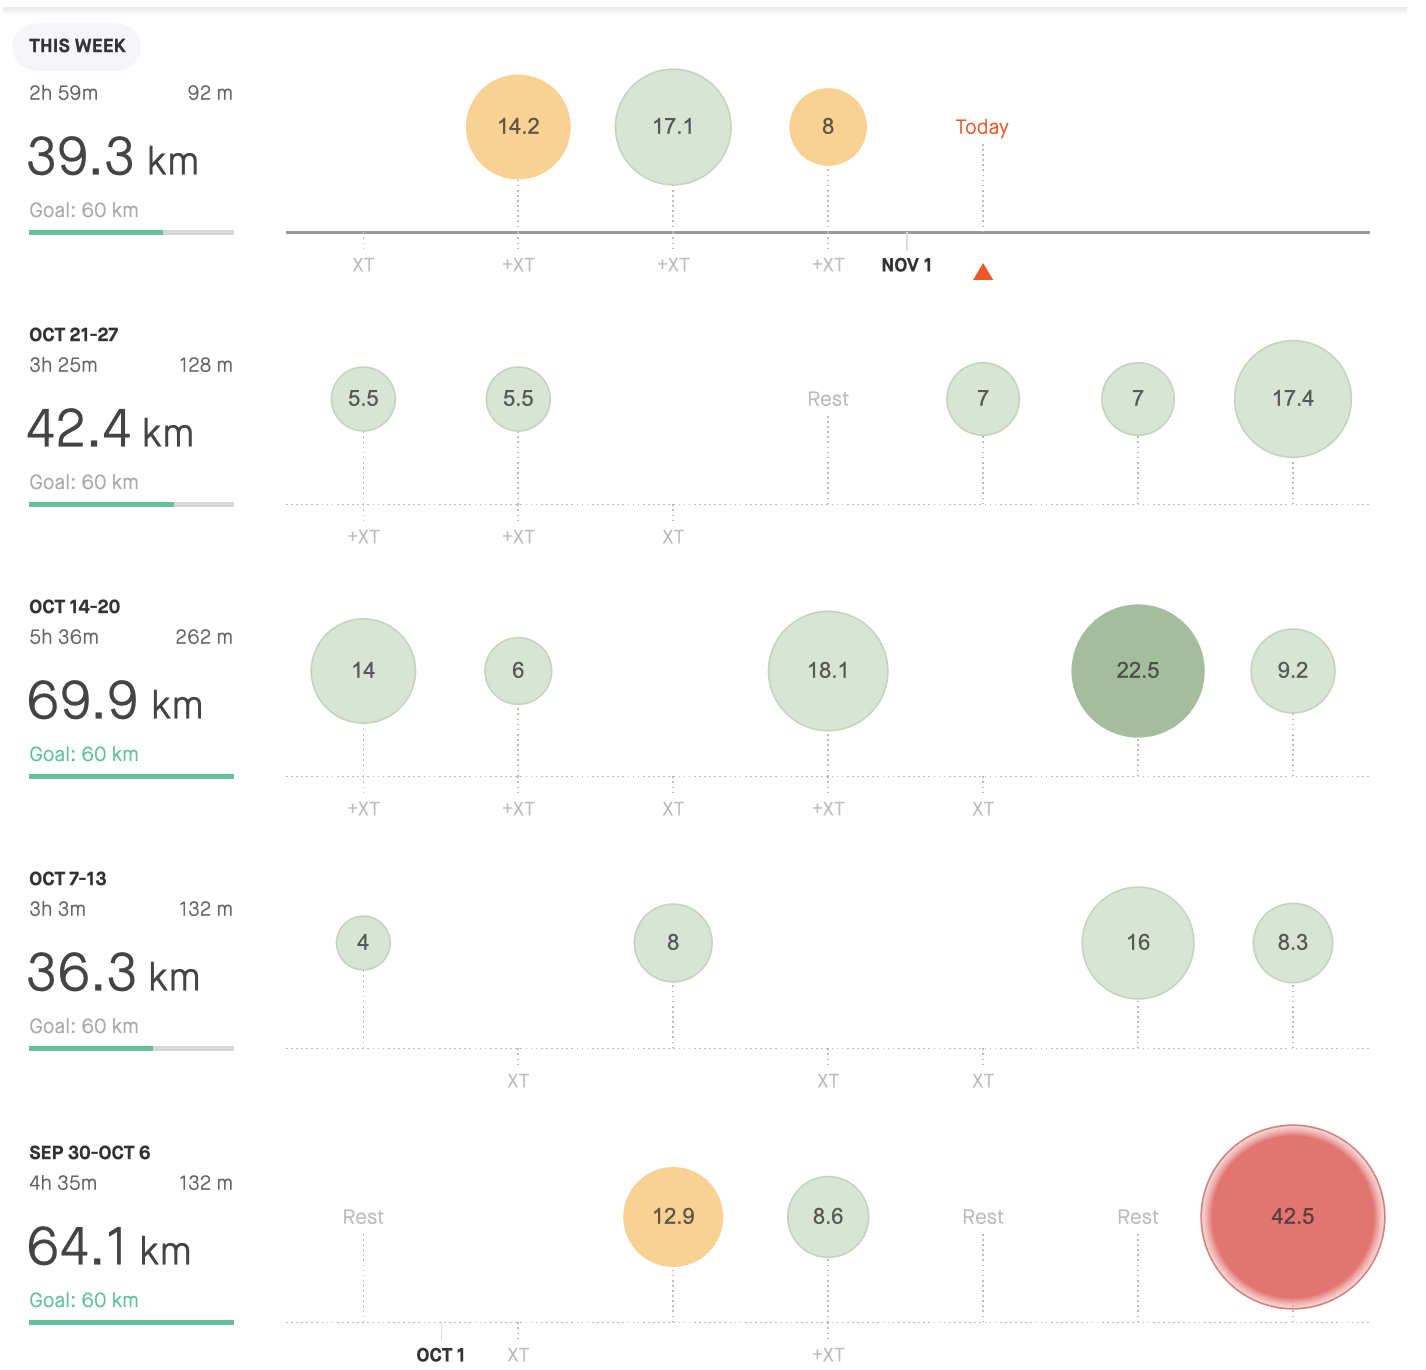 THIS WEEK
2h 59m 92 m
39.3 km
Goal: 60 km
14.2 17.1 8 Today
XT +XT +XT +XT NOV 1
OCT 21-27
3h 25m 128 m
42.4 km
Goal: 60 km
5.5 5.5 Rest 7 7 17.4
+XT +XT XT
OCT 14-20
5h 36m 262 m
69.9 km
Goal: 60 km
14 6 18.1 22.5 9.2
+XT +XT XT +XT XT
OCT 7-13
3h 3m 132 m
36.3 km
Goal: 60 km
4 8 16 8.3
XT XT XT
SEP 30-OCT 6
4h 35m 132 m
64.1 km
Goal: 60 km
Rest 12.9 8.6 Rest Rest 42.5
OCT 1 XT +XT